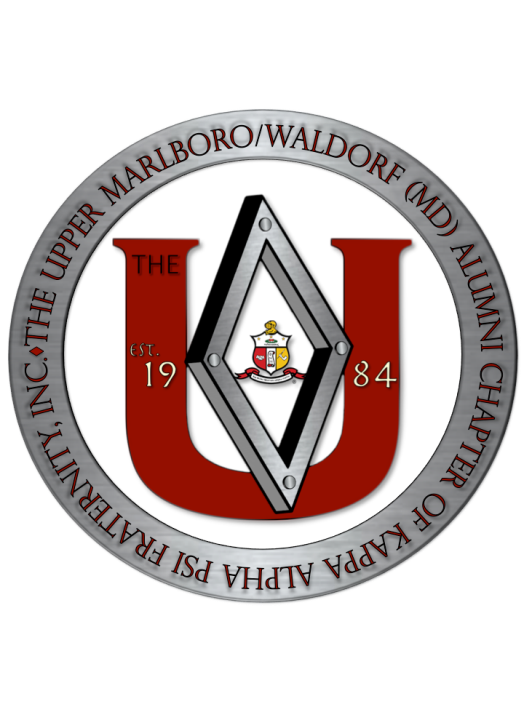 THE UPPER MARLBORO/WALDORF (MD) ALUMNI CHAPTER OF KAPPA ALPHA PSI FRATERNITY, INC.♦
THE
EST.
19 84